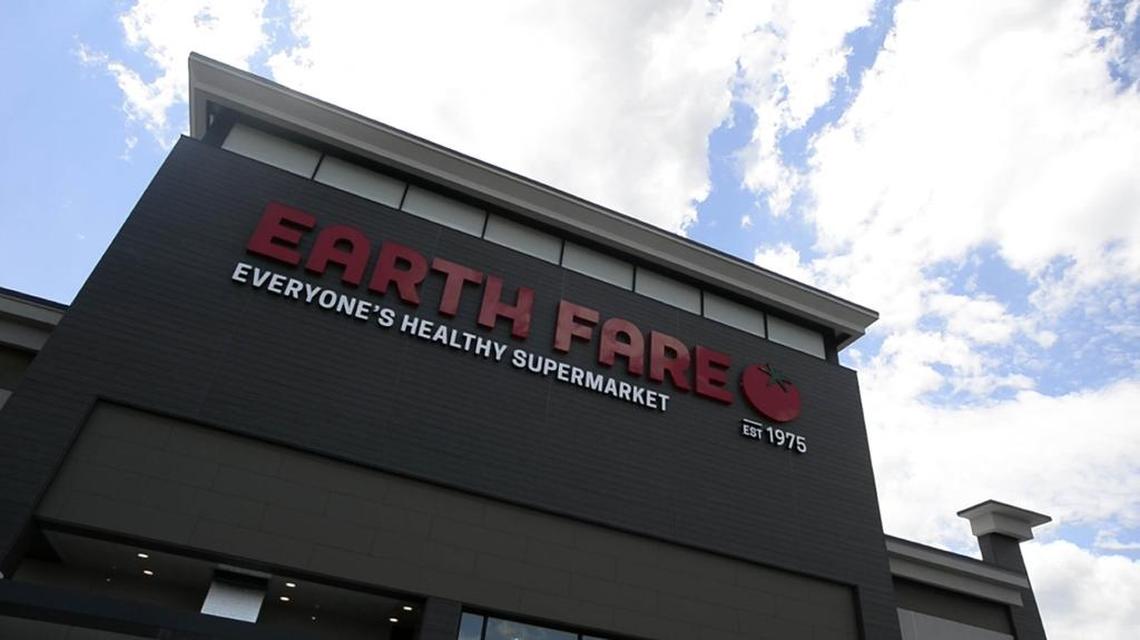 EARTH FARE
EVERYONE'S HEALTHY SUPERMARKET
EST 1975